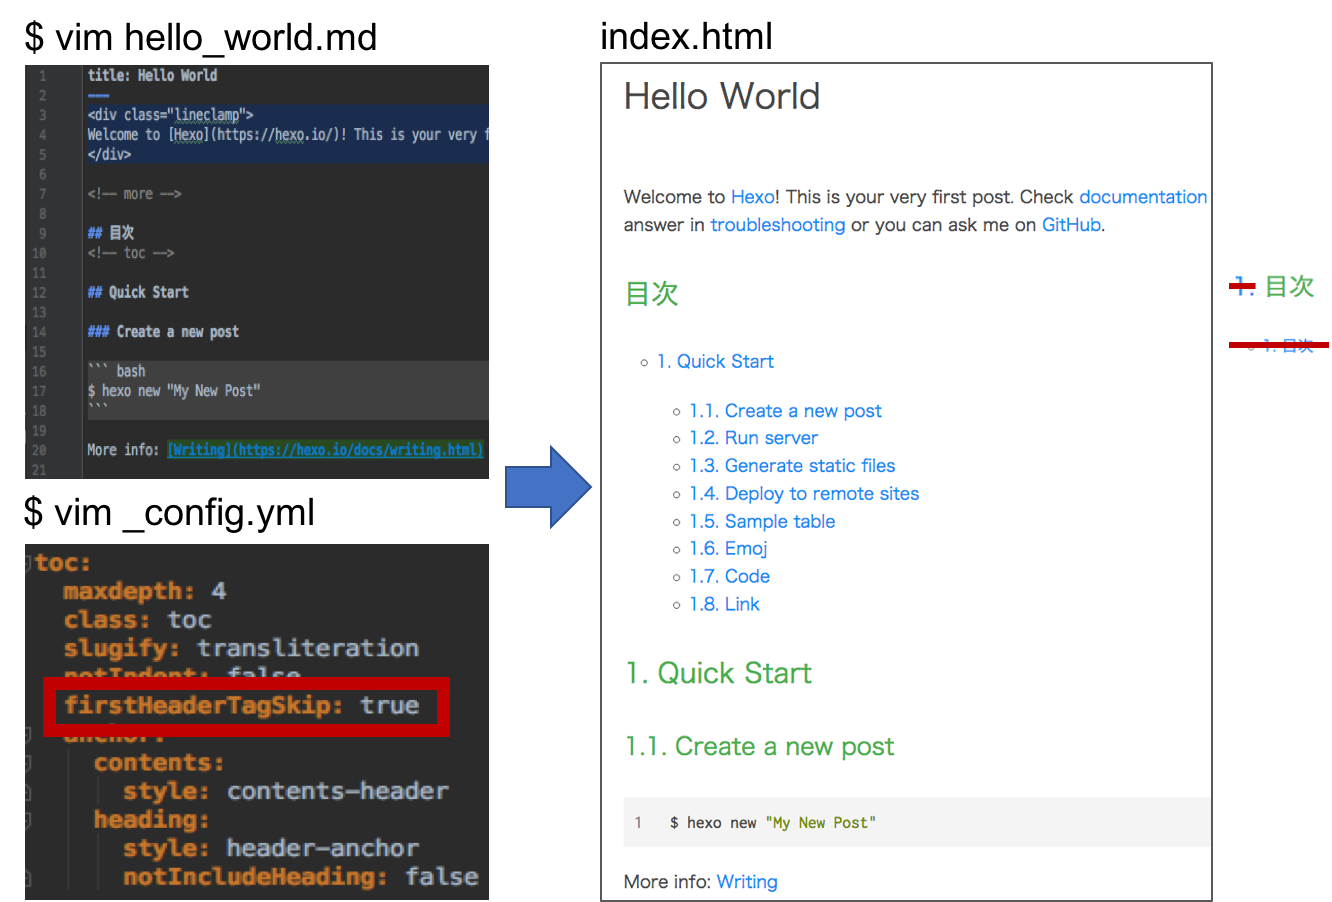 $ vim hello_world.md
1 title: Hello World
2 ---
3 <div class="lineclamp">
4 Welcome to [Hexo](https://hexo.io/)! This is your very f
5 </div>
6
7 <!-- more -->
8
9 ## 目次
10 <!-- toc -->
11
12 ## Quick Start
13
14 ### Create a new post
15
16 ``` bash
17 $ hexo new "My New Post"
18 ```
19
20 More info: [Writing](https://hexo.io/docs/writing.html)
21
$ vim _config.yml
toc:
maxdepth: 4
class: toc
slugify: transliteration
notIndent: false
firstHeaderTagSkip: true
anchor:
contents:
style: contents-header
heading:
style: header-anchor
notIncludeHeading: false
index.html
Hello World
Welcome to Hexo! This is your very first post. Check documentation
answer in troubleshooting or you can ask me on GitHub.
目次
1. Quick Start
1.1. Create a new post
1.2. Run server
1.3. Generate static files
1.4. Deploy to remote sites
1.5. Sample table
1.6. Emoj
1.7. Code
1.8. Link
1. Quick Start
1.1. Create a new post
1 $ hexo new "My New Post"
More info: Writing
1. 目次
1. 目次